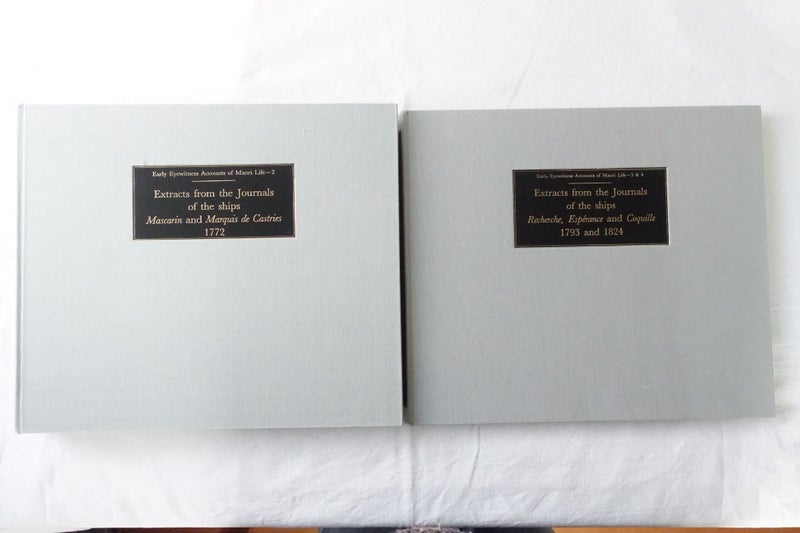 Early Eyewitness Accounts of Maori Life—2
Extracts from the Journals
of the ships
Mascarin and Marquis de Castries
1772
Early Eyewitness Accounts of Maori Life—3 & 4
Extracts from the Journals
of the ships
Recherche, Espérance and Coquille
1793 and 1824